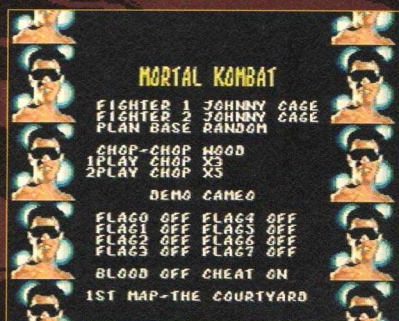 MORTAL KOMBAT
FIGHTER 1 JOHNNY CAGE
FIGHTER 2 JOHNNY CAGE
PLAN BASE RANDOM
CHOP-CHOP WOOD
1PLAY CHOP X3
2PLAY CHOP X5
DEMO CAMEO
FLAG0 OFF FLAG4 OFF
FLAG1 OFF FLAG5 OFF
FLAG2 OFF FLAG6 OFF
FLAG3 OFF FLAG7 OFF
BLOOD OFF CHEAT ON
1ST MAP-THE COURTYARD